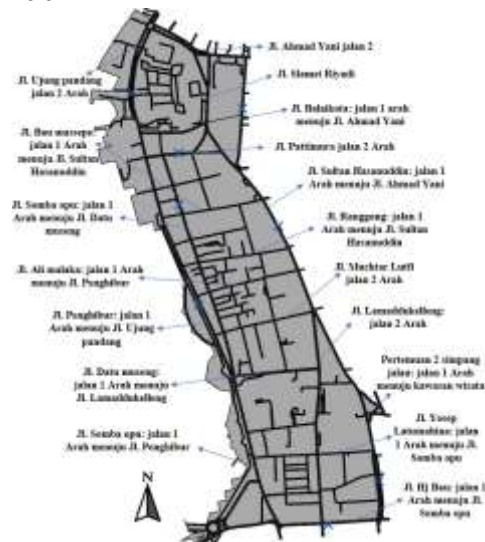 Jl. Ahmad Yani jalan 2
Jl. Ujung pandang
jalan 2 Arah
Jl. Slamet Riyadi
Jl. Balaikota: jalan 1 arah
menuju Jl. Ahmad Yani
Jl. Bau massepe:
jalan 1 Arah
menuju Jl. Sultan
Hasanuddin
Jl. Pattimura jalan 2 Arah
Jl. Sultan Hasanuddin: jalan 1
Arah menuju Jl. Ahmad Yani
Jl. Somba opu: jalan 1
Arah menuju Jl. Datu
museng
Jl. Ranggong: jalan 1
Arah menuju Jl. Sultan
Hasanuddin
Jl. Ali malaka: jalan 1 Arah
menuju Jl. Penghibur
Jl. Muchtar Lutfi
jalan 2 Arah
Jl. Penghibur: jalan 1
Arah menuju Jl. Ujung
pandang
Jl. Lamaddukelleng:
jalan 2 Arah
Jl. Datu museng:
jalan 1 Arah menuju
Jl. Lamaddukelleng
Pertemuan 2 simpang
jalan: jalan 1 Arah
menuju kawasan wisata
Jl. Somba opu: jalan 1
Arah menuju Jl. Penghibur
Jl. Yosep
Latumahina: jalan
1 Arah menuju Jl.
Somba opu
Jl. Hj Bau: jalan 1
Arah menuju Jl.
Somba opu
N